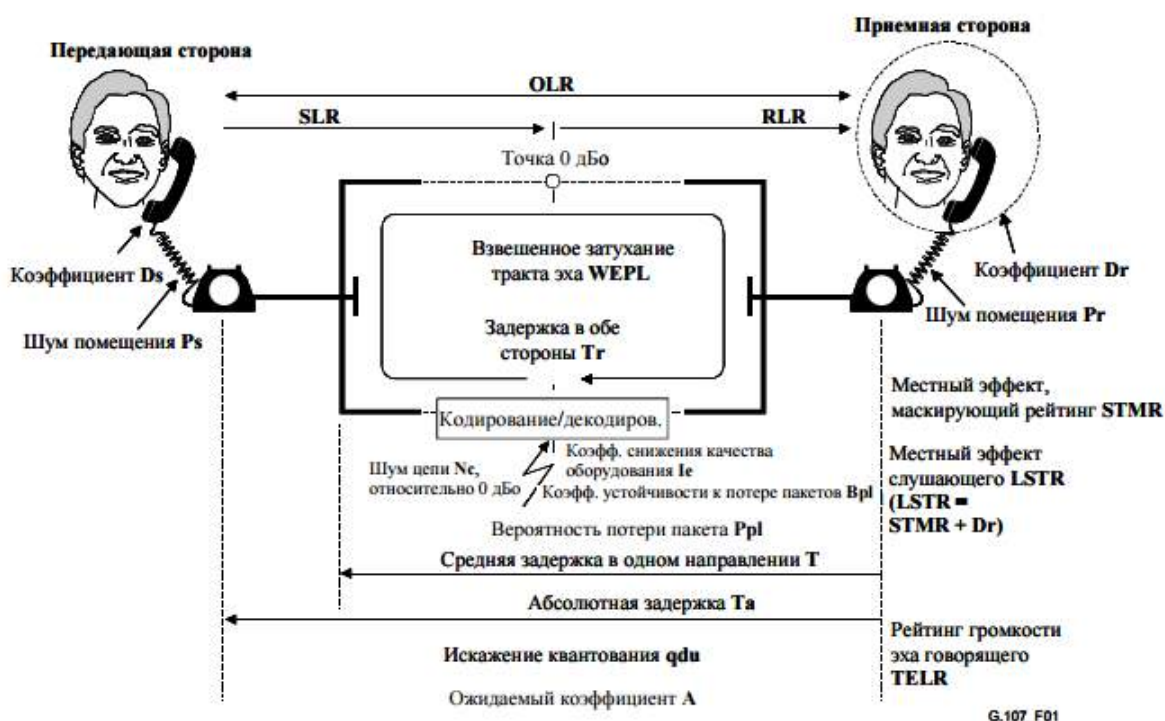 Передающая сторона
Приемная сторона
OLR
SLR
RLR
Точка 0 дБо
Взвешенное затухание
тракта эха WEPL
Коэффициент Ds
Коэффициент Dr
Шум помещения Ps
Шум помещения Pr
Задержка в обе
стороны Tr
Местный эффект,
маскирующий рейтинг STMR
Кодирование/декодиров.
Шум цепи Nc,
относительно 0 дБо
Коэфф. снижения качества
оборудования Ie
Коэфф. устойчивости к потере пакетов Bpl
Местный эффект
слушающего LSTR
(LSTR =
STMR + Dr)
Вероятность потери пакета Ppl
Средняя задержка в одном направлении T
Абсолютная задержка Ta
Искажение квантования qdu
Рейтинг громкости
эха говорящего
TELR
Ожидаемый коэффициент A
G.107_F01